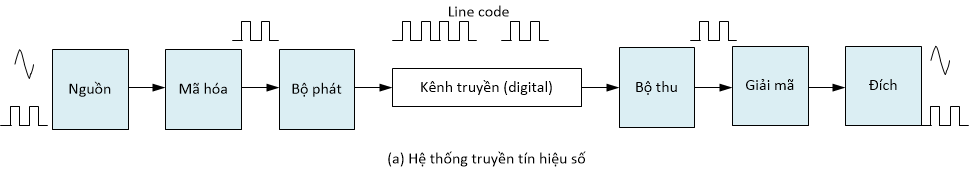 Line code
Nguồn
Mã hóa
Bộ phát
Kênh truyền (digital)
Bộ thu
Giải mã
Đích
(a) Hệ thống truyền tín hiệu số